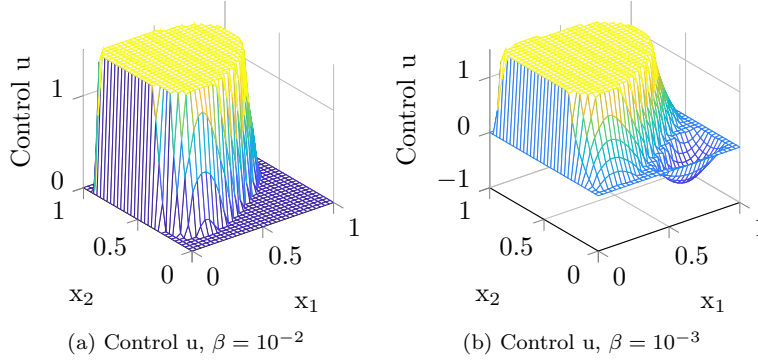 Control u
1
0
1
0.5
0
x2
0
0.5
1
x1
(a) Control u, β = 10⁻²
Control u
1
0
−1
1
0.5
0
x2
0
0.5
1
x1
(b) Control u, β = 10⁻³